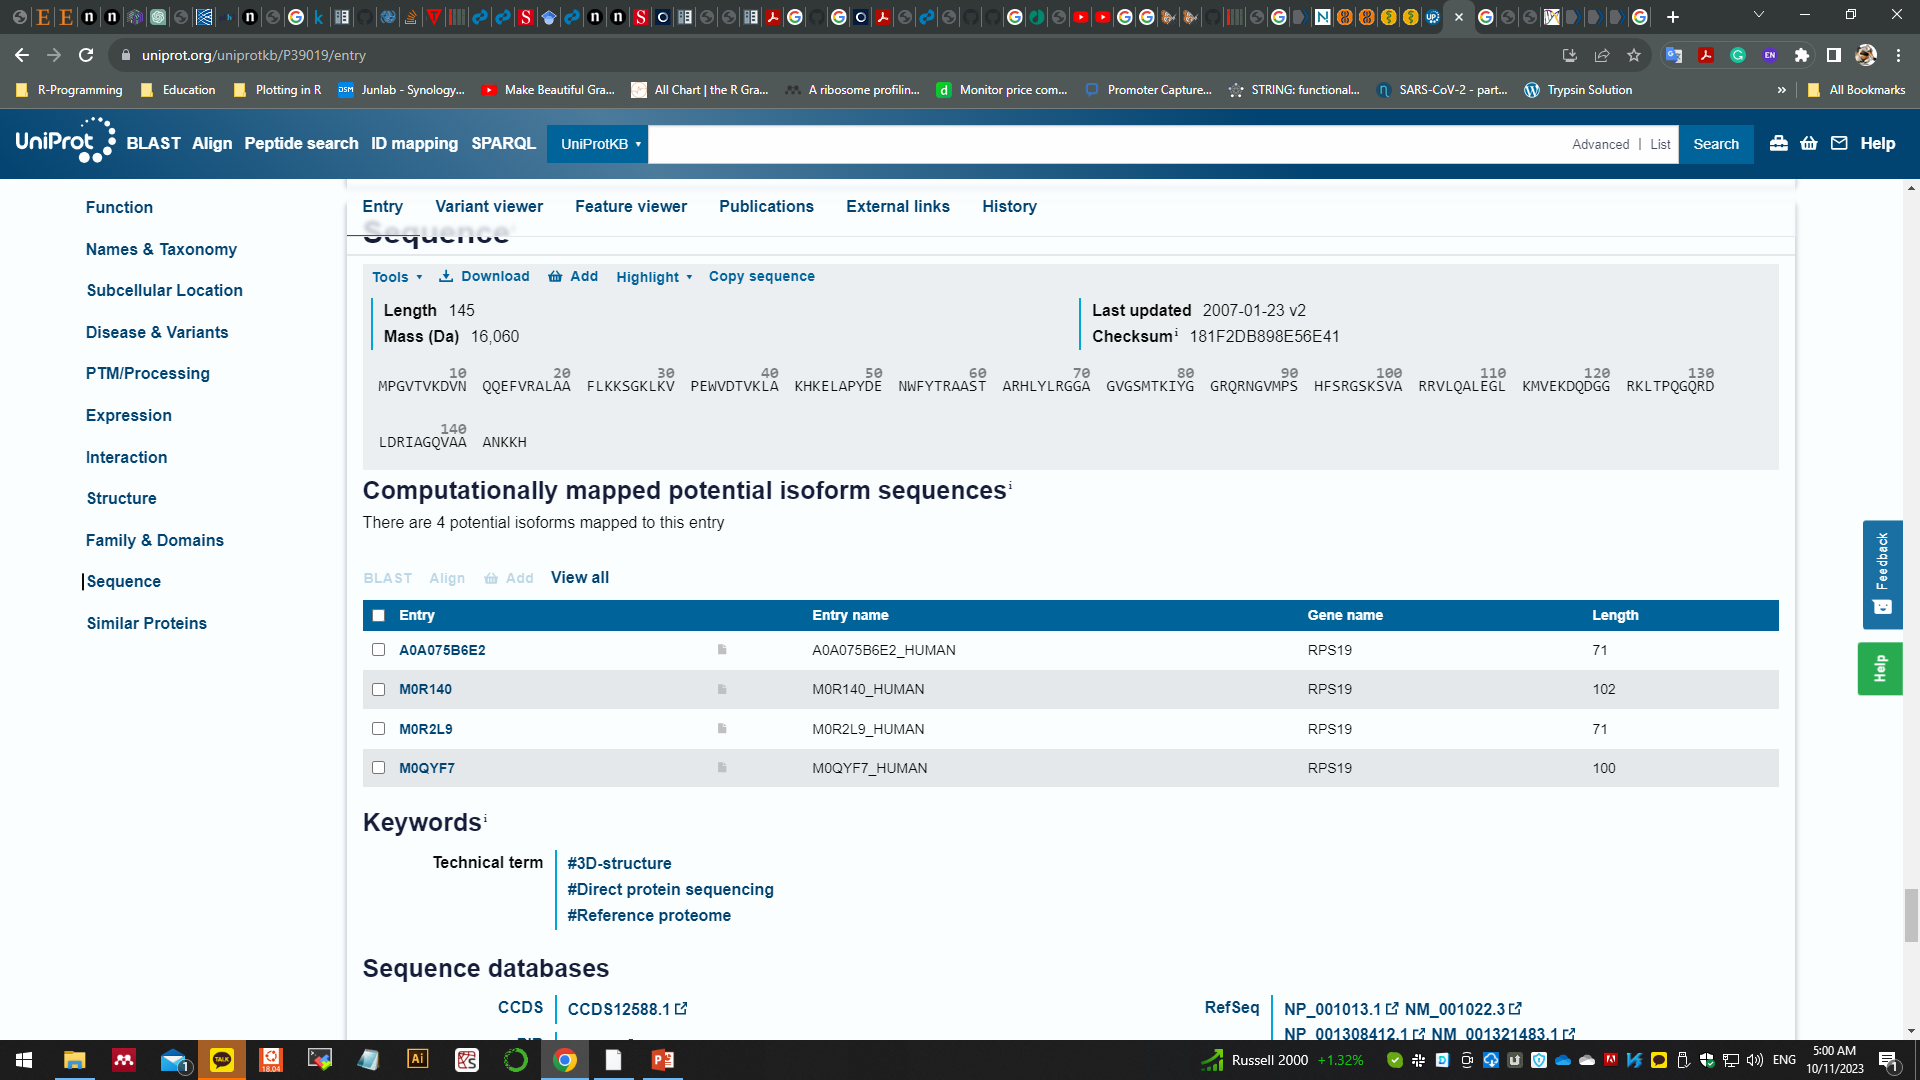 uniprot.org/uniprotkb/P39019/entry
R-Programming Education Plotting in R Junlab - Synology... Make Beautiful Gra... All Chart | the R Gra... A ribosome profilin... Monitor price com... Promoter Capture... STRING: functional... SARS-CoV-2 - part... Trypsin Solution » All Bookmarks
UniProt BLAST Align Peptide search ID mapping SPARQL UniProtKB Advanced | List Search Help
Function
Names & Taxonomy
Subcellular Location
Disease & Variants
PTM/Processing
Expression
Interaction
Structure
Family & Domains
Sequence
Similar Proteins
Entry Variant viewer Feature viewer Publications External links History
Sequence
Tools Download Add Highlight Copy sequence
Length 145 Last updated 2007-01-23 v2
Mass (Da) 16,060 Checksum i 181F2DB898E56E41
10 20 30 40 50 60 70 80 90 100 110 120 130
MPGVTVKDVN QQEFVRALAA FLKKSGKLKV PEWVDTVKLA KHKELAPYDE NWFYTRAAST ARHLYLRGGA GVGSMTKIYG GRQRNGVMPS HFSRGSKSVA RRVLQALEGL KMVEKDQDGG RKLTPQGQRD
140
LDRIAGQVAA ANKKH
Computationally mapped potential isoform sequences i
There are 4 potential isoforms mapped to this entry
BLAST Align Add View all
Entry Entry name Gene name Length
A0A075B6E2 A0A075B6E2_HUMAN RPS19 71
M0R140 M0R140_HUMAN RPS19 102
M0R2L9 M0R2L9_HUMAN RPS19 71
M0QYF7 M0QYF7_HUMAN RPS19 100
Keywords i
Technical term #3D-structure
#Direct protein sequencing
#Reference proteome
Sequence databases
CCDS CCDS12588.1 RefSeq NP_001013.1 NM_001022.3
NP_001308412.1 NM_001321483.1
Feedback
Help
Russell 2000 +1.32% ENG 5:00 AM
10/11/2023